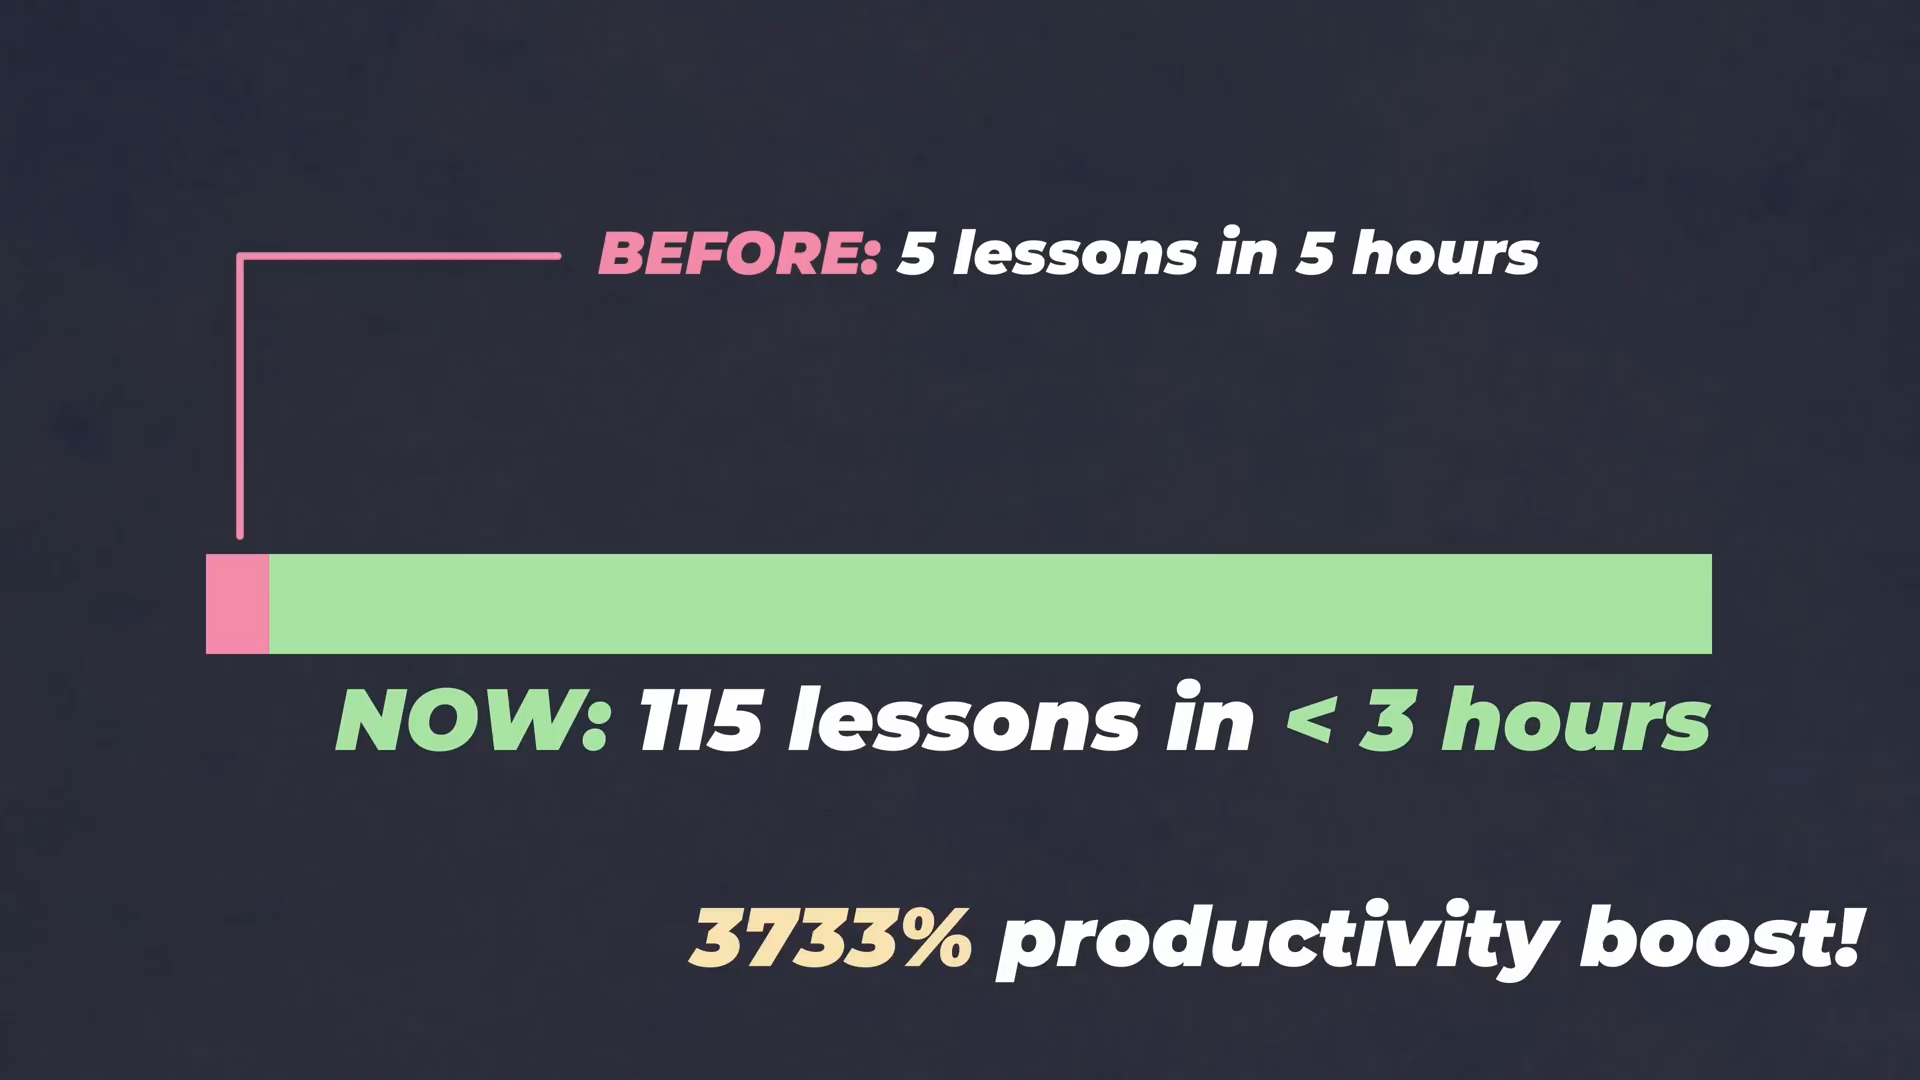 BEFORE: 5 lessons in 5 hours
NOW: 115 lessons in < 3 hours
3733% productivity boost!